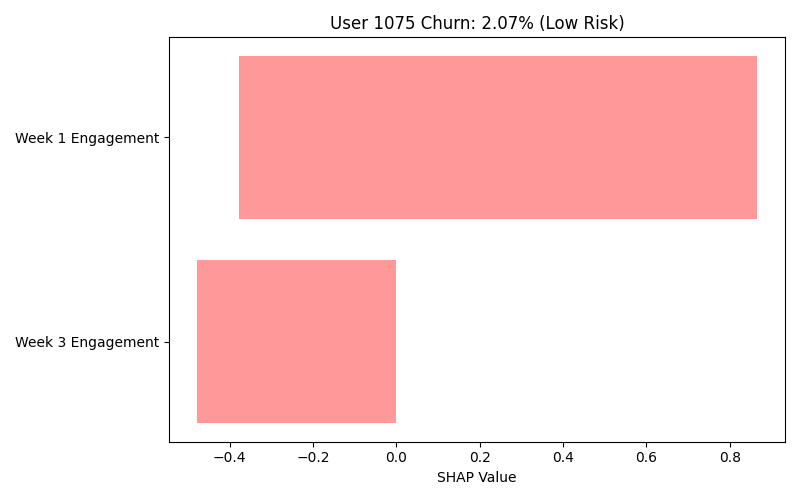 User 1075 Churn: 2.07% (Low Risk)
Week 1 Engagement
Week 3 Engagement
−0.4 −0.2 0.0 0.2 0.4 0.6 0.8
SHAP Value